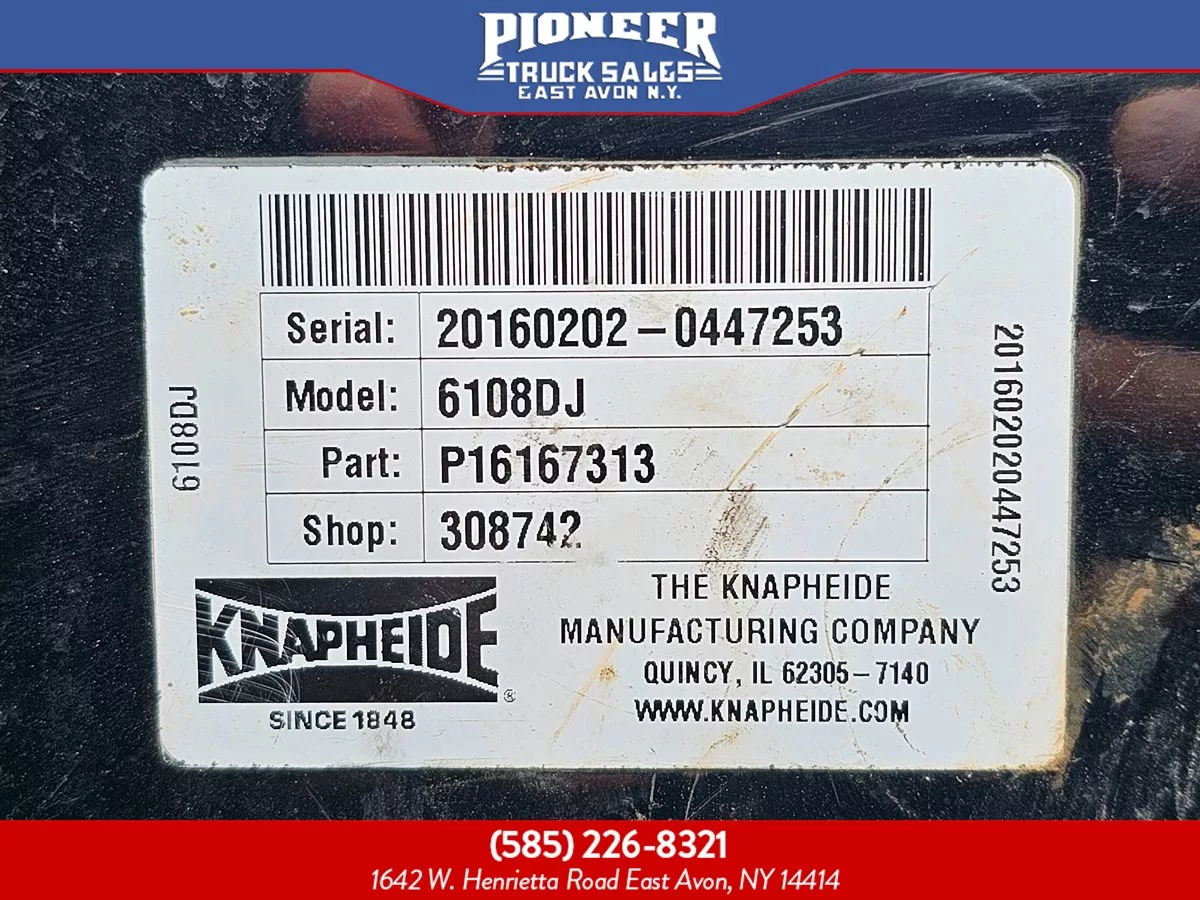 PIONEER
TRUCK SALES
EAST AVON N.Y.
Serial: 20160202-0447253
Model: 6108DJ
Part: P16167313
Shop: 308742
6108DJ
201602020447253
KNAPHEIDE®
SINCE 1848
THE KNAPHEIDE
MANUFACTURING COMPANY
QUINCY, IL 62305-7140
WWW.KNAPHEIDE.COM
(585) 226-8321
1642 W. Henrietta Road East Avon, NY 14414